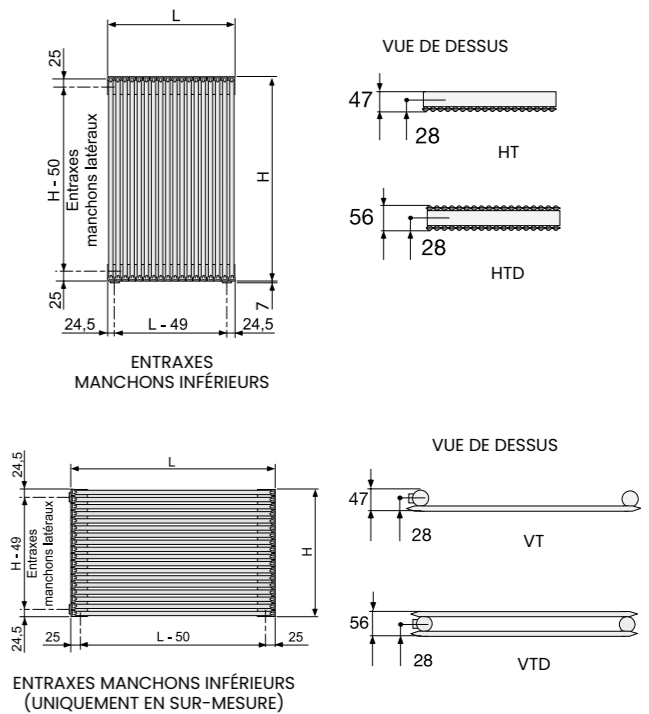 L
25
H - 50
Entraxes
manchons latéraux
H
25
7
24,5
L - 49
24,5
ENTRAXES
MANCHONS INFÉRIEURS
VUE DE DESSUS
47
28
HT
56
28
HTD
L
24,5
H - 49
Entraxes
manchons latéraux
H
24,5
25
L - 50
25
ENTRAXES MANCHONS INFÉRIEURS
(UNIQUEMENT EN SUR-MESURE)
VUE DE DESSUS
47
28
VT
56
28
VTD